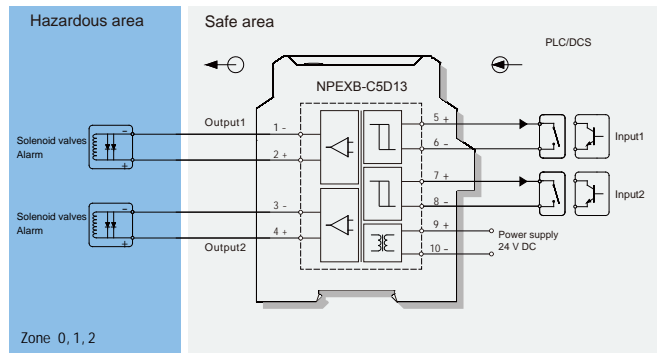 Hazardous area
Safe area
PLC/DCS
NPEXB-C5D13
Output1
1 -
2 +
5 +
6 -
Input1
Solenoid valves
Alarm
-
+
7 +
8 -
Input2
Solenoid valves
Alarm
-
+
3 -
4 +
Output2
9 +
10 -
Power supply
24 V DC
Zone 0, 1, 2